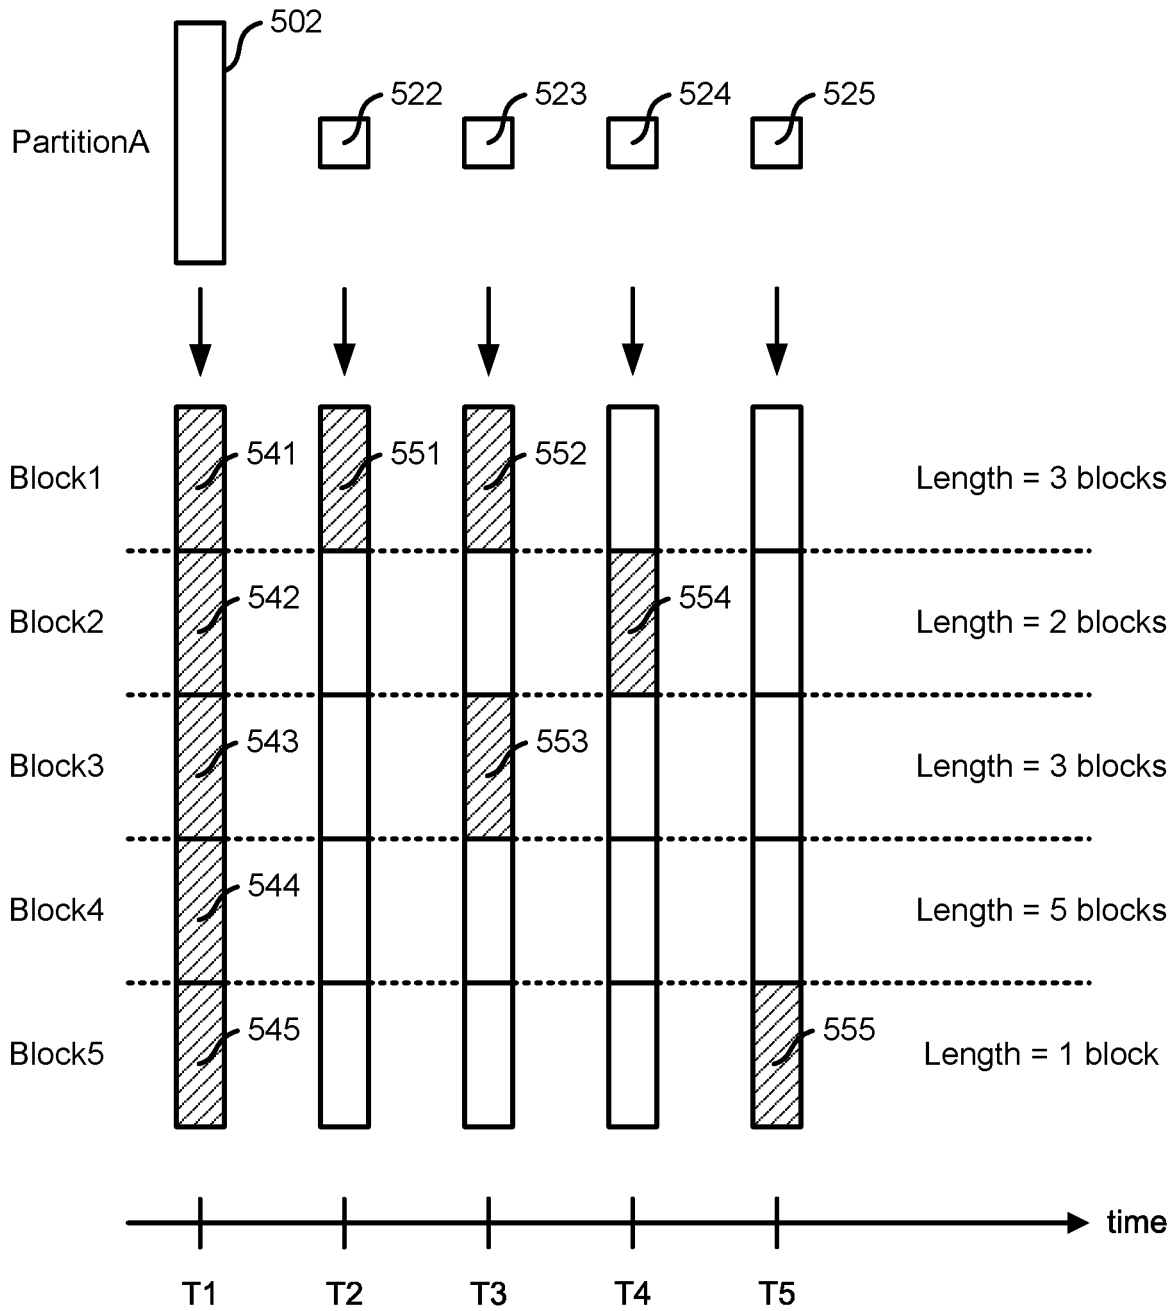 502
522 523 524 525
PartitionA
541 551 552
Block1 Length = 3 blocks
542 554
Block2 Length = 2 blocks
543 553
Block3 Length = 3 blocks
544
Block4 Length = 5 blocks
545 555
Block5 Length = 1 block
time
T1 T2 T3 T4 T5